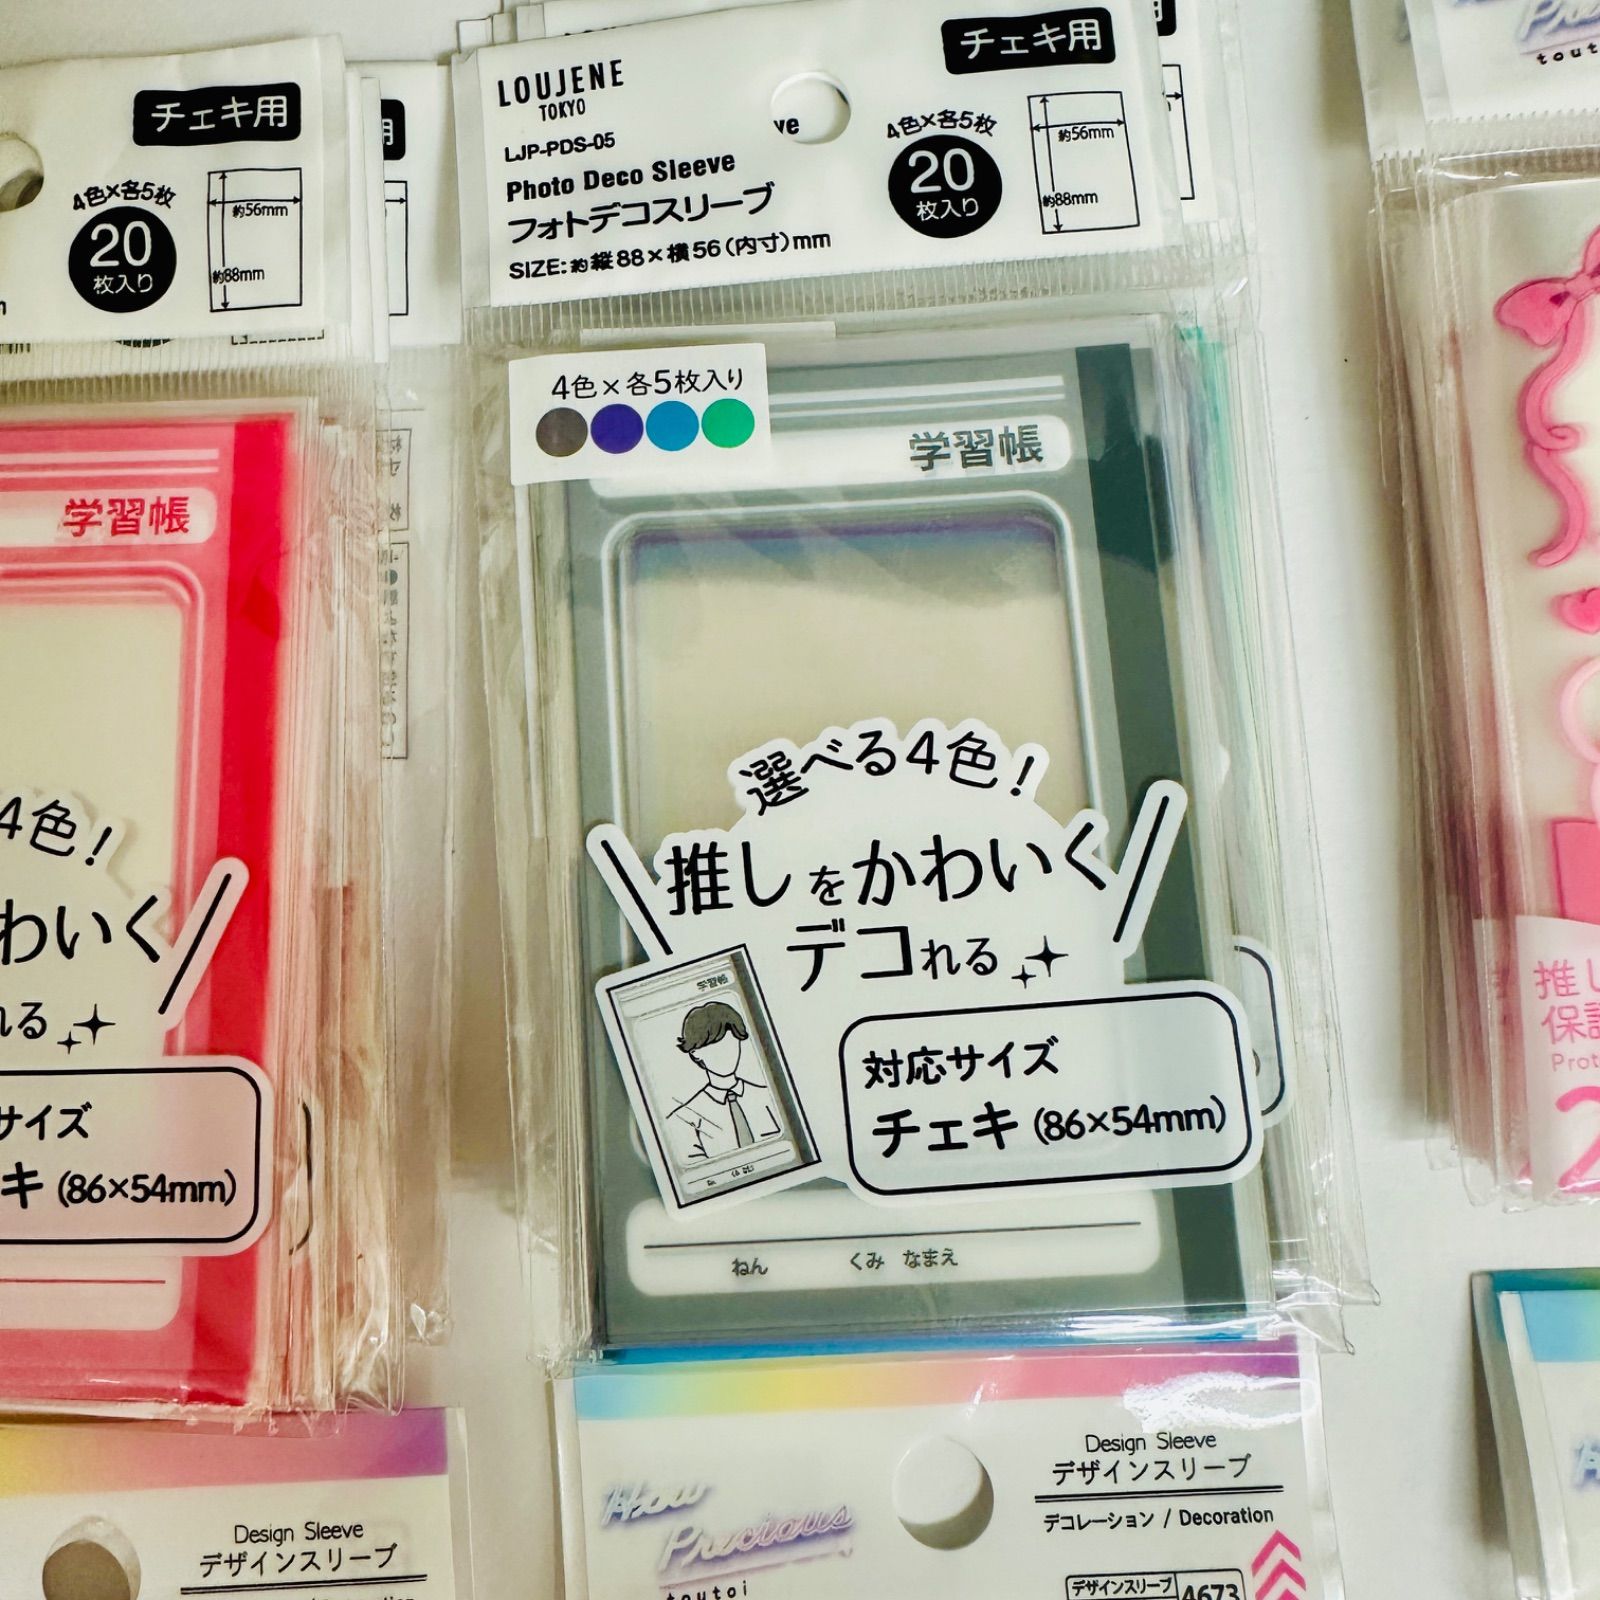 チェキ用
4色×各5枚
20
枚入り
約56mm
約88mm
学習帳
4色!
わいく
れる
サイズ
キ (86×54mm)
Design Sleeve
デザインスリーブ
LOUJENE
TOKYO
LJP-PDS-05
Photo Deco Sleeve
フォトデコスリーブ
SIZE:約縦88×横56(内寸)mm
ve
チェキ用
4色×各5枚
20
枚入り
約56mm
約88mm
4色×各5枚入り
学習帳
選べる4色!
推しをかわいく
デコれる
学習帳
対応サイズ
チェキ (86×54mm)
ねん くみ なまえ
How
Precious
toutoi
Design Sleeve
デザインスリーブ
デコレーション / Decoration
デザインスリーブ 4673
推し
2